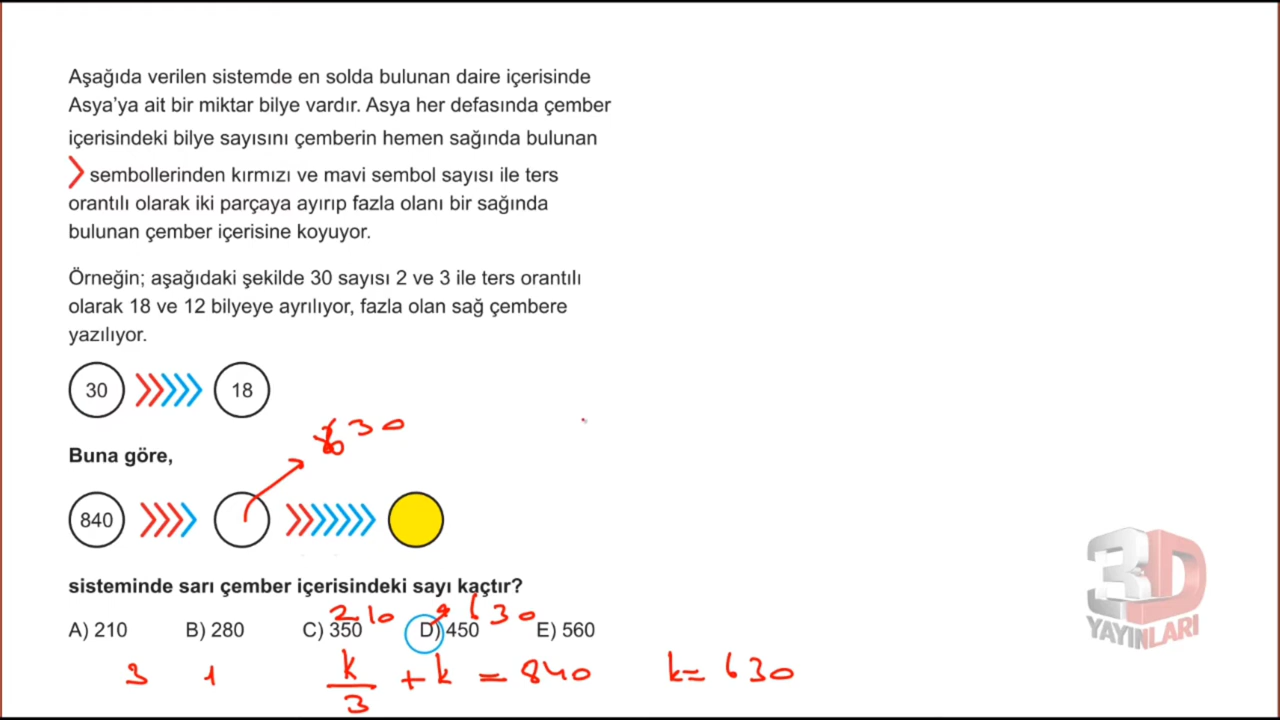 Aşağıda verilen sistemde en solda bulunan daire içerisinde
Asya'ya ait bir miktar bilye vardır. Asya her defasında çember
içerisindeki bilye sayısını çemberin hemen sağında bulunan
sembollerinden kırmızı ve mavi sembol sayısı ile ters
orantılı olarak iki parçaya ayırıp fazla olanı bir sağında
bulunan çember içerisine koyuyor.
Örneğin; aşağıdaki şekilde 30 sayısı 2 ve 3 ile ters orantılı
olarak 18 ve 12 bilyeye ayrılıyor, fazla olan sağ çembere
yazılıyor.
30 18
630
Buna göre,
840
sisteminde sarı çember içerisindeki sayı kaçtır?
210 630
A) 210 B) 280 C) 350 D) 450 E) 560
3 1 k/3 + k = 840 k = 630
3D
YAYINLARI